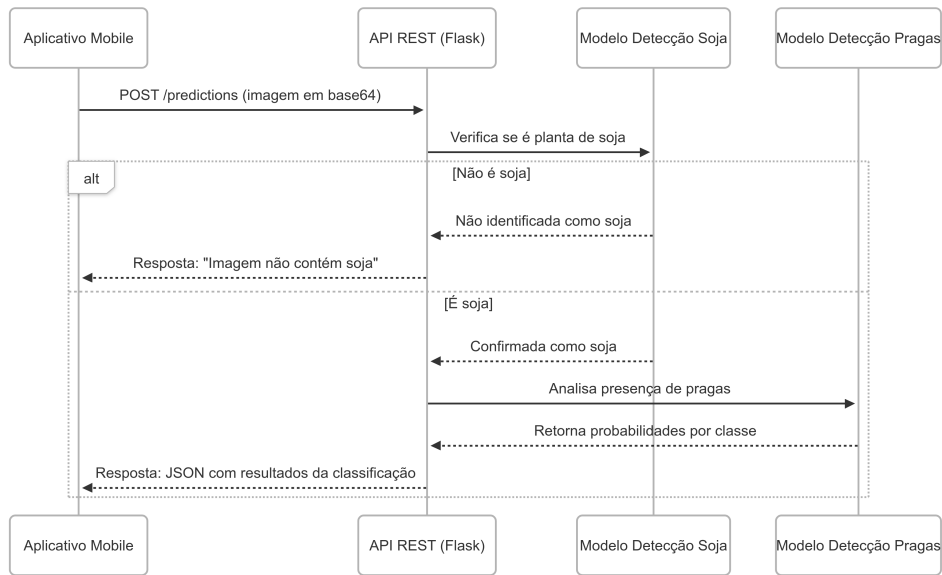 Aplicativo Mobile
API REST (Flask)
Modelo Detecção Soja
Modelo Detecção Pragas
POST /predictions (imagem em base64)
Verifica se é planta de soja
alt
[Não é soja]
Não identificada como soja
Resposta: "Imagem não contém soja"
[É soja]
Confirmada como soja
Analisa presença de pragas
Retorna probabilidades por classe
Resposta: JSON com resultados da classificação
Aplicativo Mobile
API REST (Flask)
Modelo Detecção Soja
Modelo Detecção Pragas